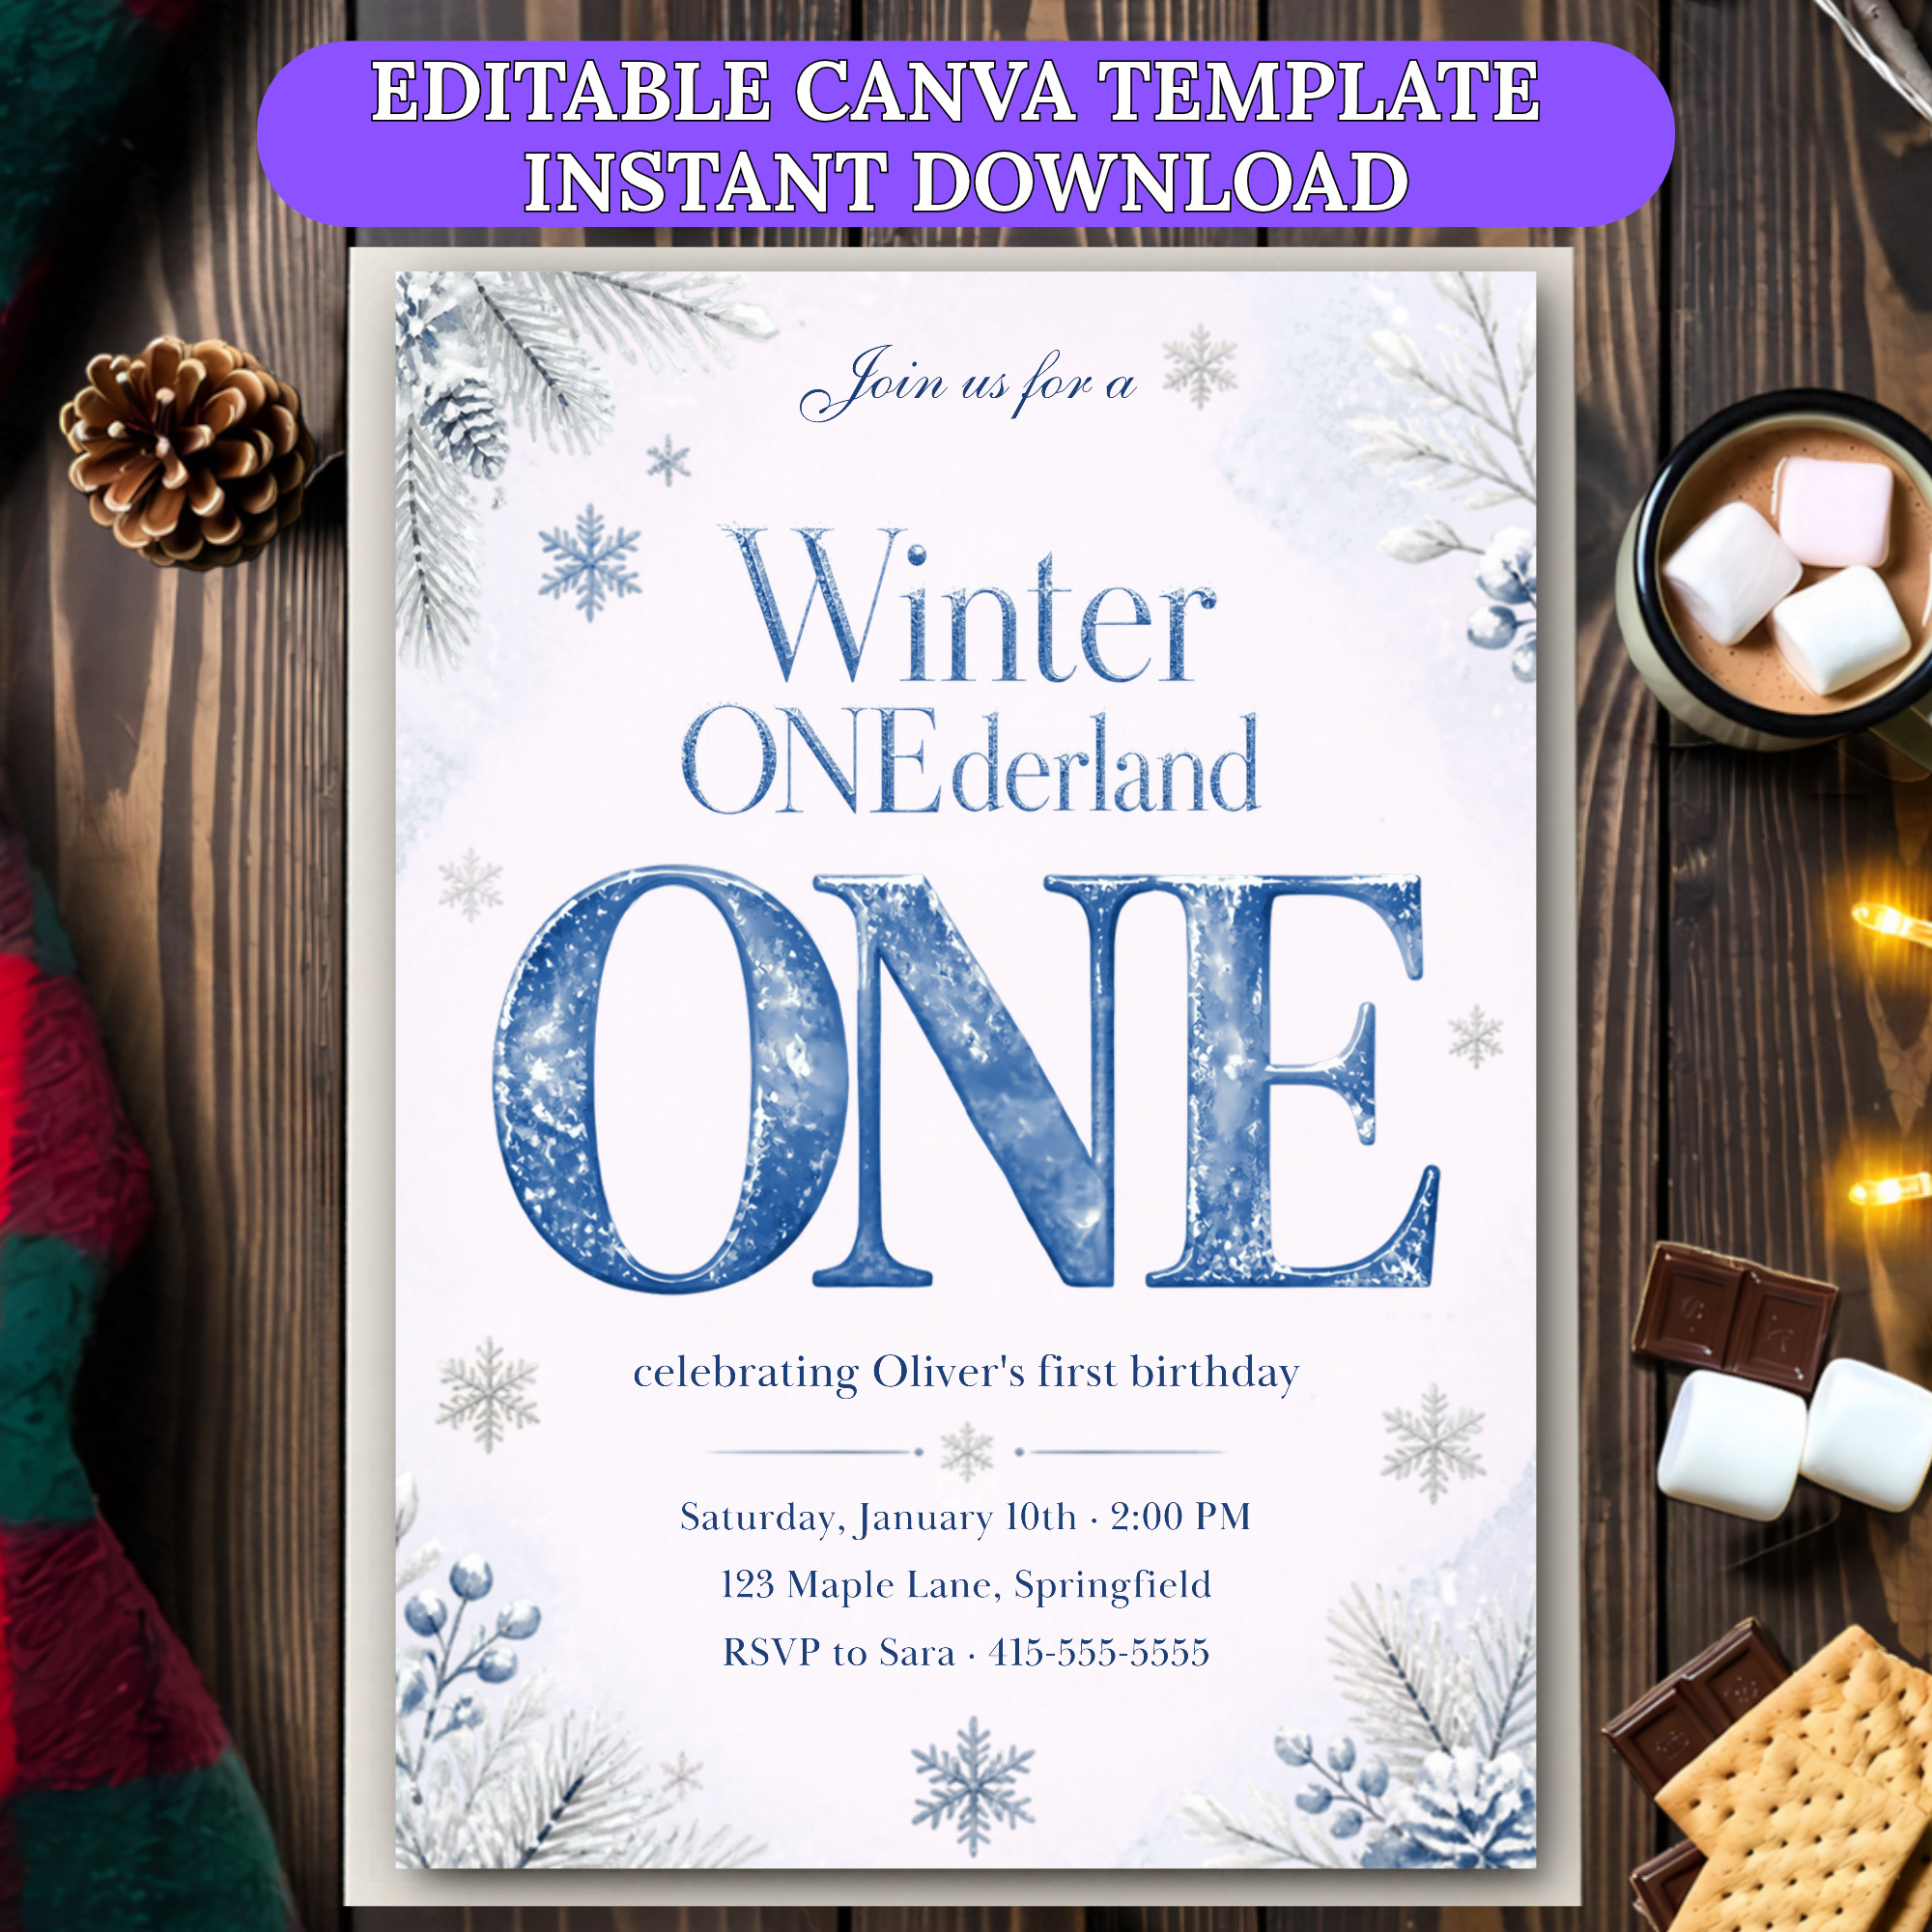 EDITABLE CANVA TEMPLATE
INSTANT DOWNLOAD
Join us for a
Winter
ONEderland
ONE
celebrating Oliver's first birthday
Saturday, January 10th · 2:00 PM
123 Maple Lane, Springfield
RSVP to Sara · 415-555-5555